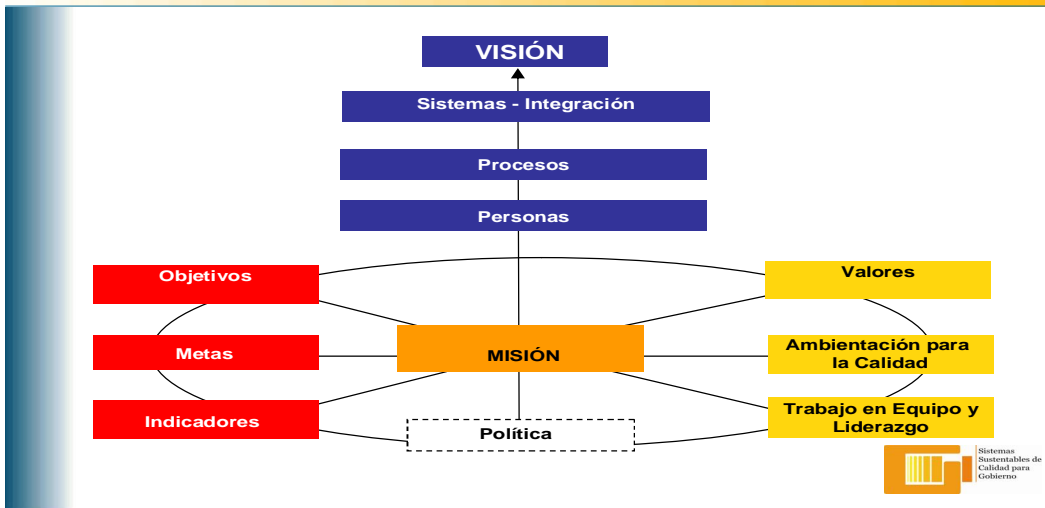 VISIÓN
Sistemas - Integración
Procesos
Personas
Objetivos
Valores
Metas
MISIÓN
Ambientación para
la Calidad
Indicadores
Política
Trabajo en Equipo y
Liderazgo
Sistemas
Sustentables de
Calidad para
Gobierno